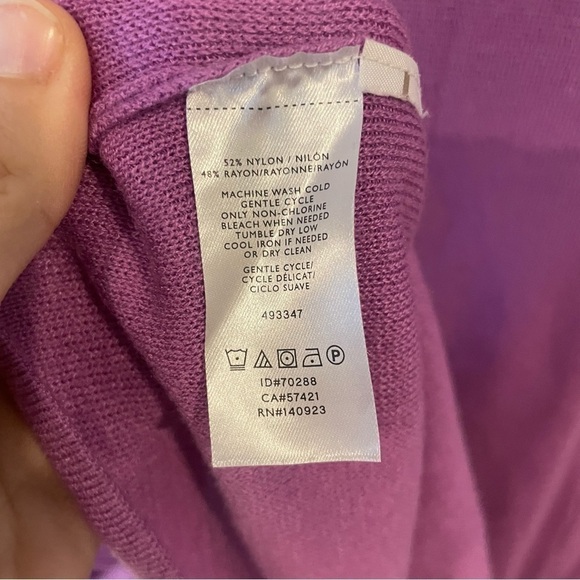 52% NYLON / NILÓN
48% RAYON/RAYONNE/RAYÓN
MACHINE WASH COLD
GENTLE CYCLE
ONLY NON-CHLORINE
BLEACH WHEN NEEDED
TUMBLE DRY LOW
COOL IRON IF NEEDED
OR DRY CLEAN
GENTLE CYCLE/
CYCLE DÉLICAT/
CICLO SUAVE
493347
P
ID#70288
CA#57421
RN#140923